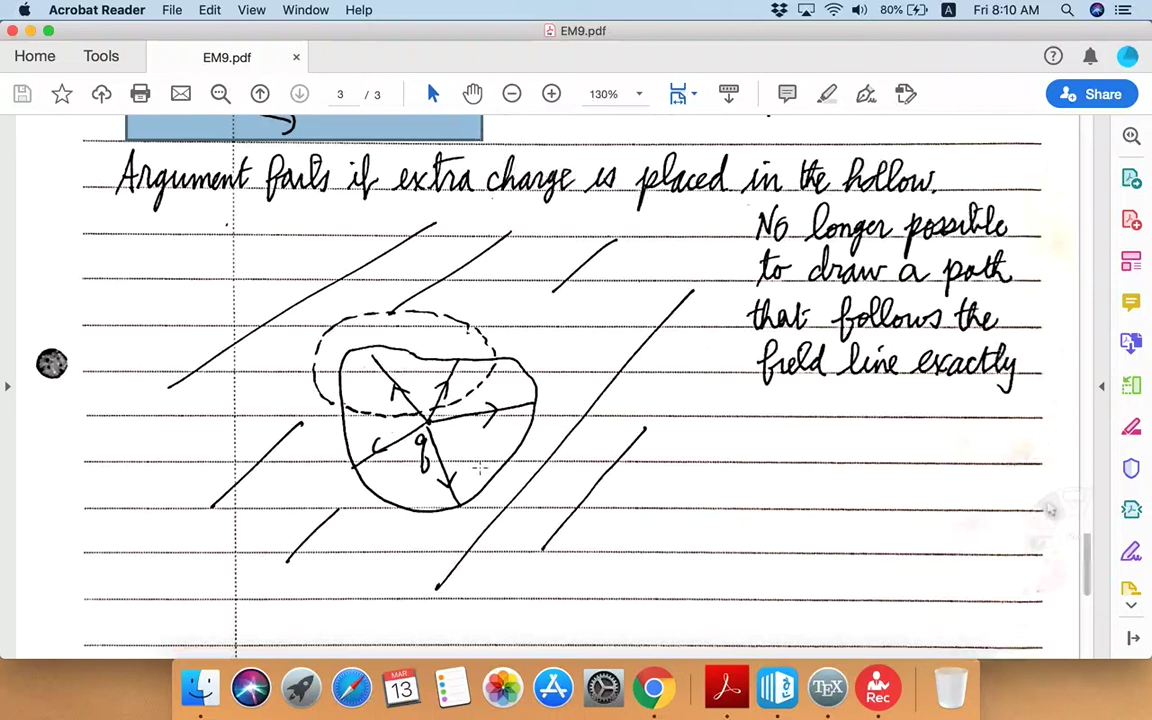 Acrobat Reader File Edit View Window Help 80% A Fri 8:10 AM
EM9.pdf
Home Tools EM9.pdf ×
3 / 3 130% Share
Argument fails if extra charge is placed in the hollow.
No longer possible
to draw a path
that follows the
field line exactly
q
MAR
13
TEX
Rec